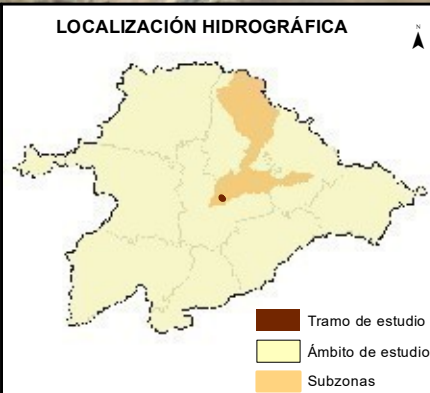 LOCALIZACIÓN HIDROGRÁFICA
N
Tramo de estudio
Ámbito de estudio
Subzonas